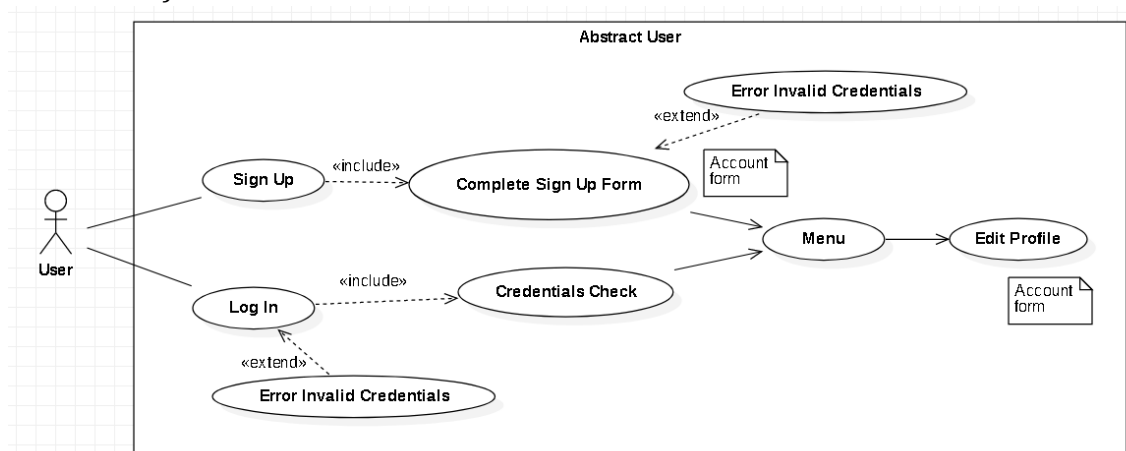 Abstract User
Error Invalid Credentials
«extend»
Account
form
«include»
Sign Up
Complete Sign Up Form
Menu
Edit Profile
User
«include»
Credentials Check
Log In
Account
form
«extend»
Error Invalid Credentials